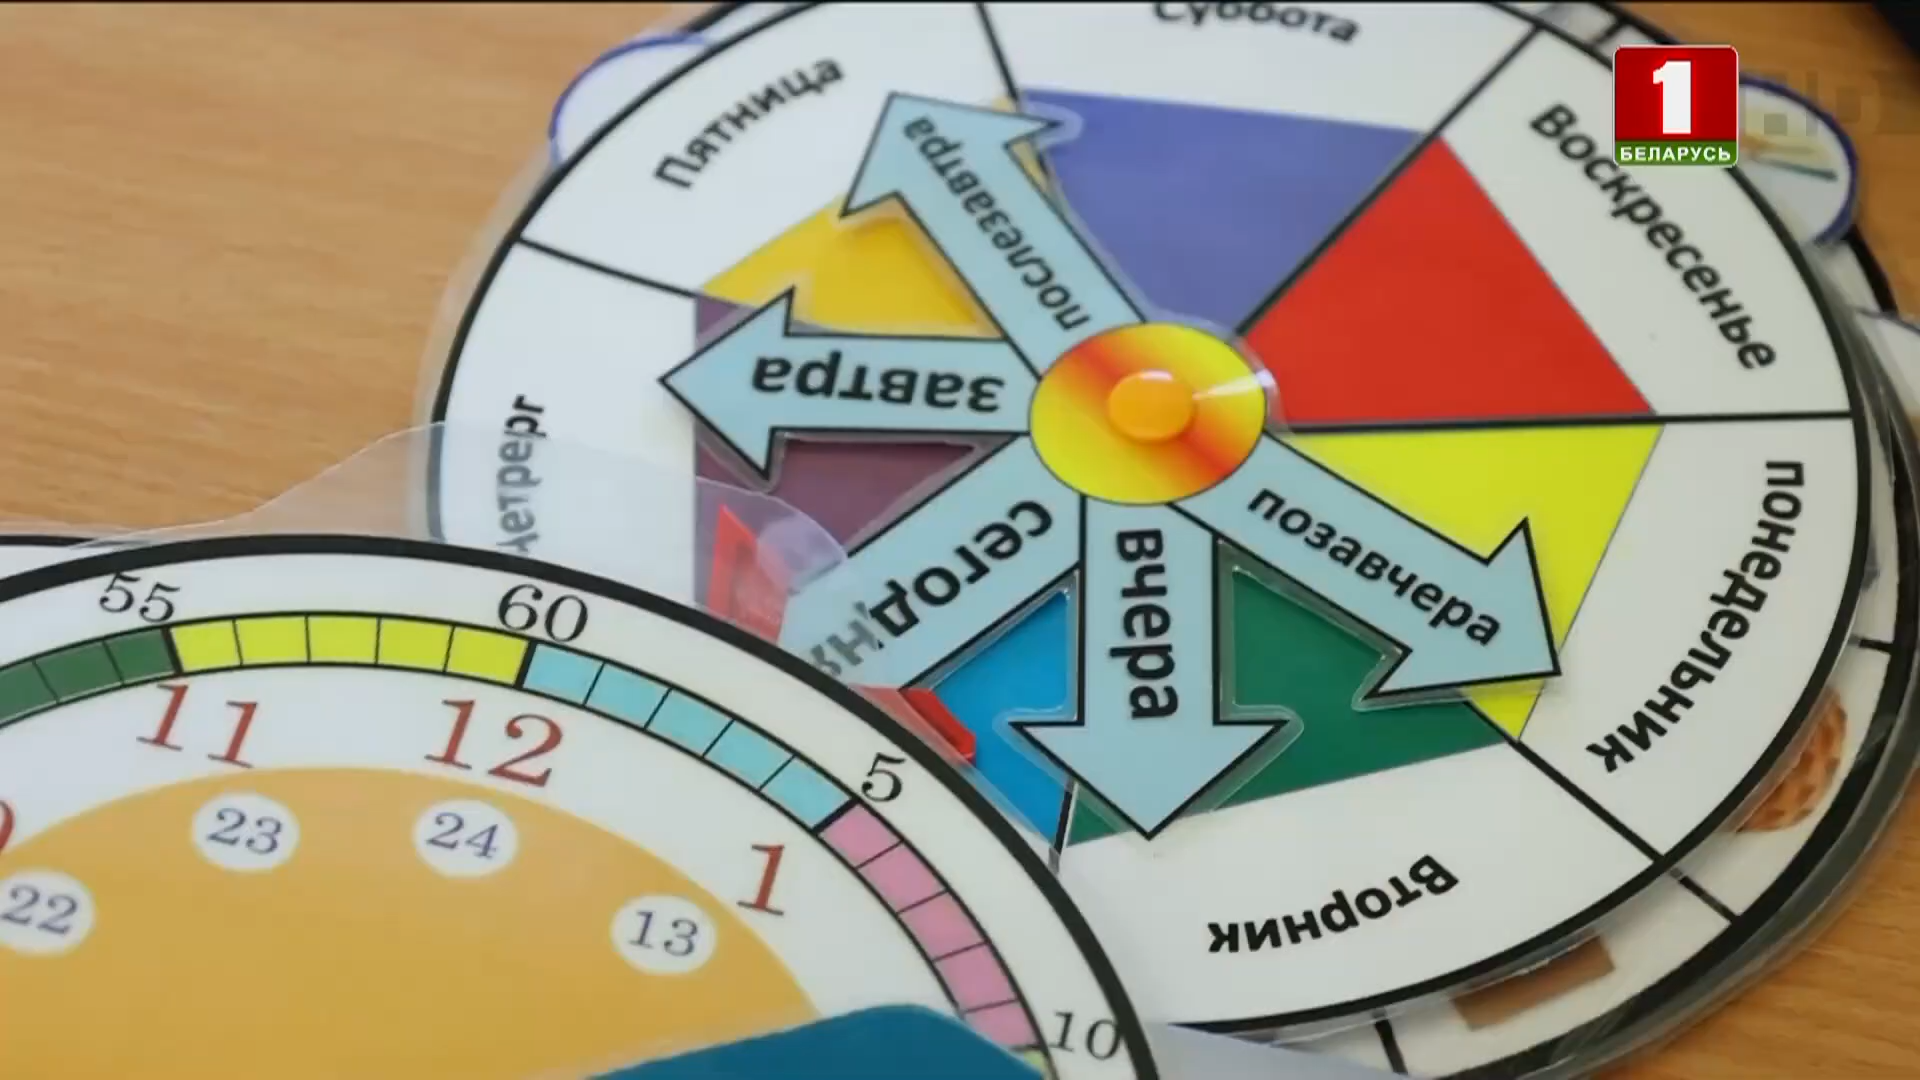 Суббота
Воскресенье
Пятница
Четрерг
понедельник
Вторник
послезавтра
завтра
сегодня
вчера
позавчера
1
БЕЛАРУСЬ
55
60
5
10
11
12
1
22
23
24
13